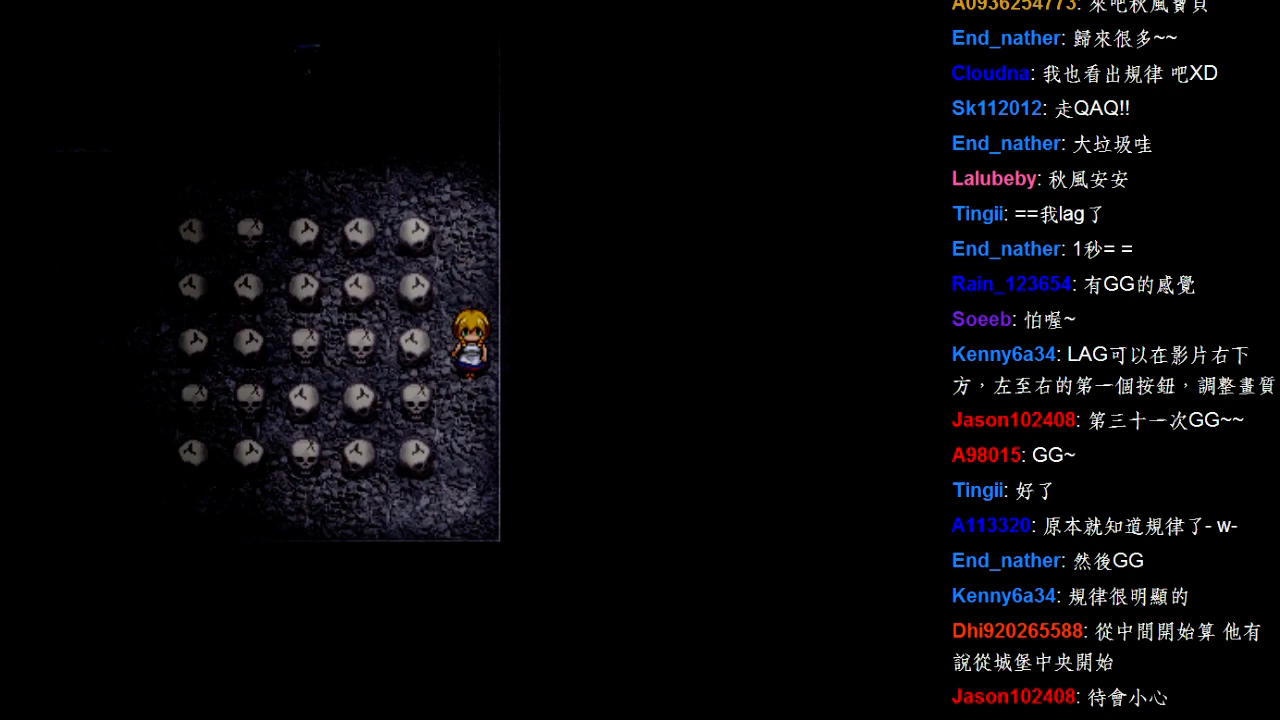 A0936254773: 來吧秋風寶貝
End_nather: 歸來很多~~
Cloudna: 我也看出規律 吧XD
Sk112012: 走QAQ!!
End_nather: 大垃圾哇
Lalubeby: 秋風安安
Tingii: ==我lag了
End_nather: 1秒= =
Rain_123654: 有GG的感覺
Soeeb: 怕喔~
Kenny6a34: LAG可以在影片右下
方，左至右的第一個按鈕，調整畫質
Jason102408: 第三十一次GG~~
A98015: GG~
Tingii: 好了
A113320: 原本就知道規律了- w-
End_nather: 然後GG
Kenny6a34: 規律很明顯的
Dhi920265588: 從中間開始算 他有
說從城堡中央開始
Jason102408: 待會小心